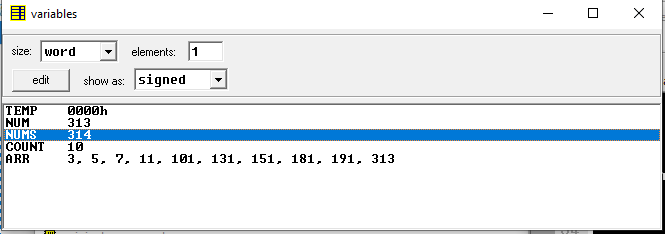 variables
size: word elements: 1
edit show as: signed
TEMP 0000h
NUM 313
NUMS 314
COUNT 10
ARR 3, 5, 7, 11, 101, 131, 151, 181, 191, 313